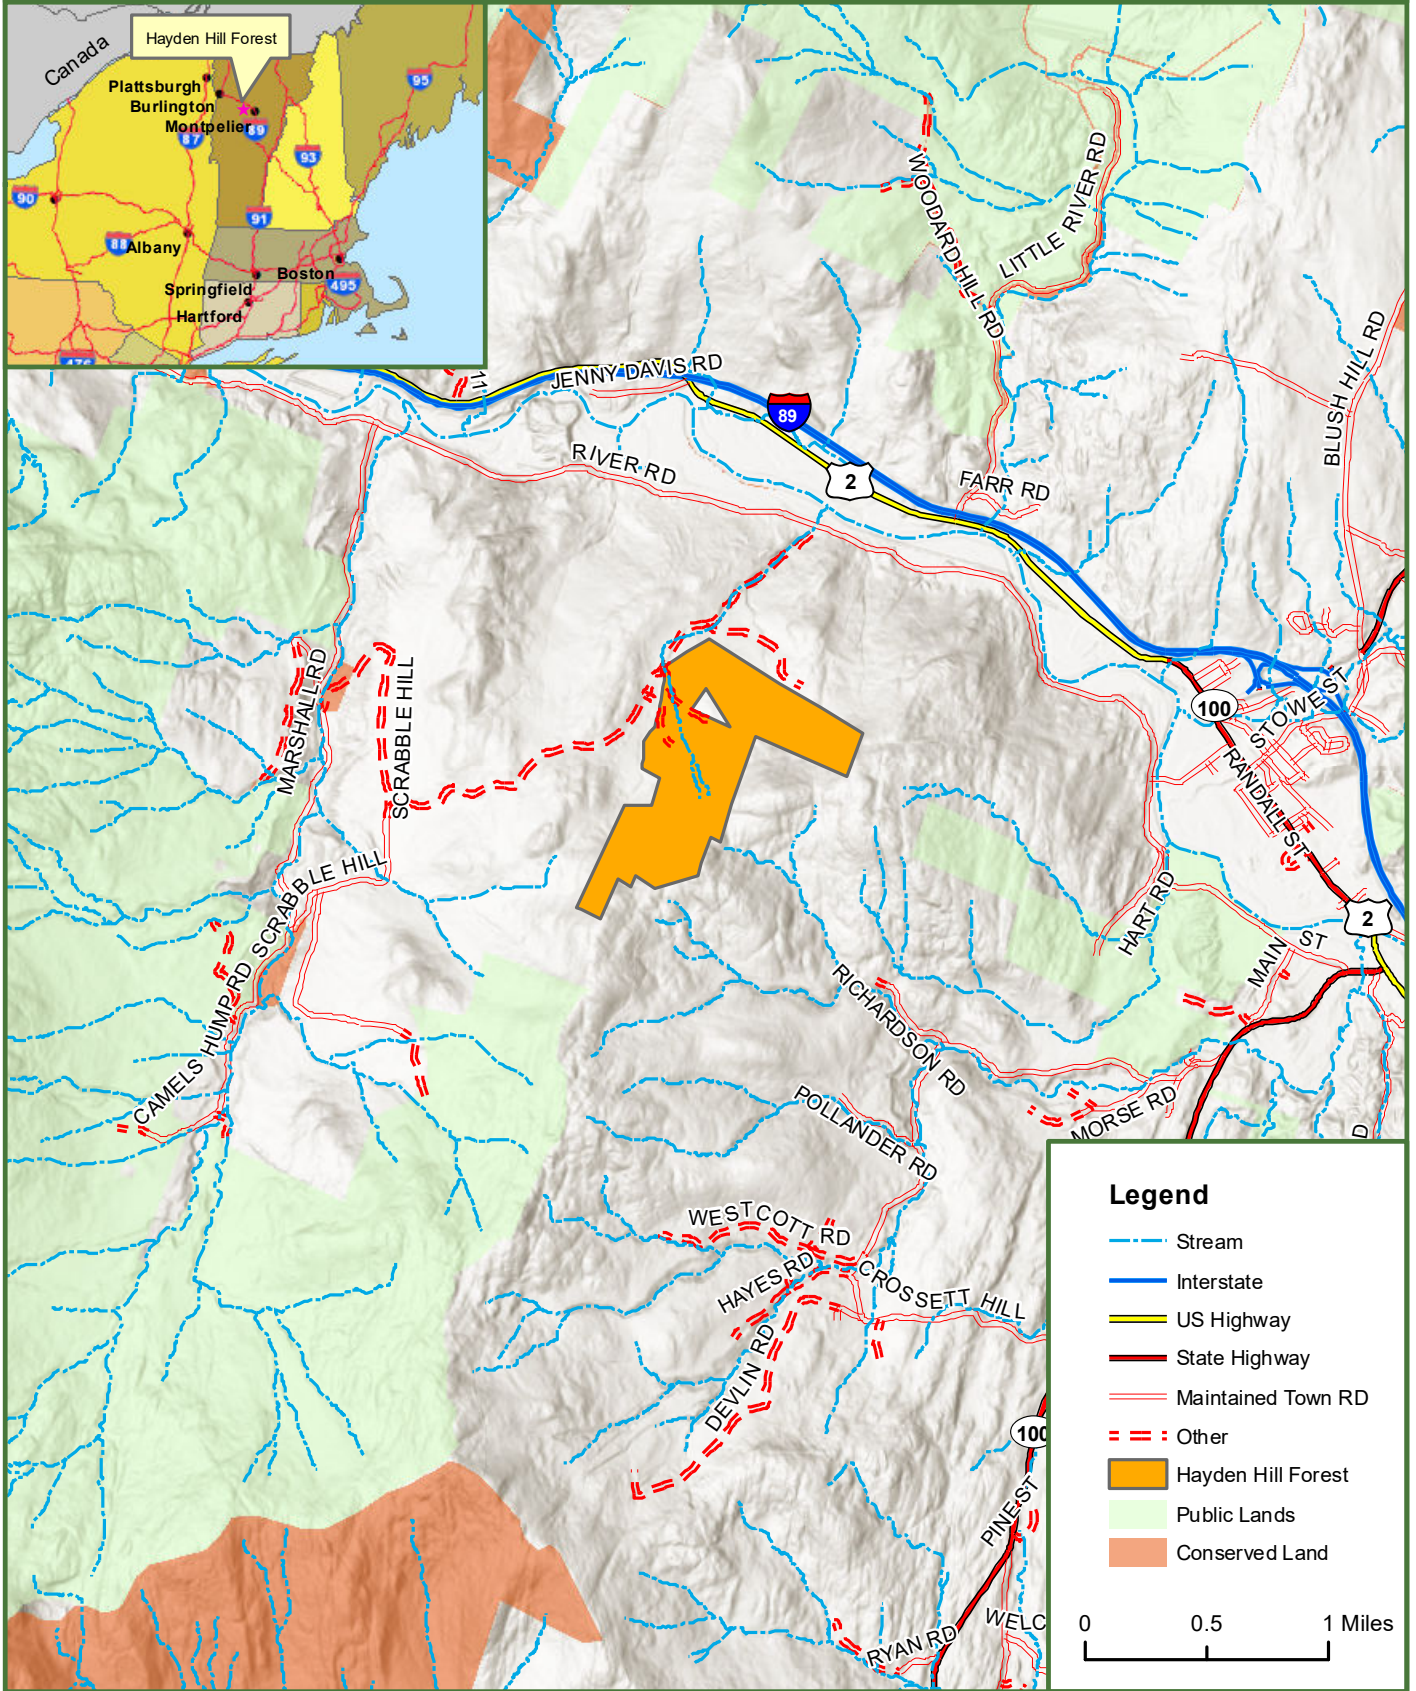 Hayden Hill Forest
Canada
95
Plattsburgh
Burlington
Montpelier
89
87
93
90
91
88
Albany
Boston
495
Springfield
Hartford
WOODARD HILL RD
LITTLE RIVER RD
BLUSH HILL RD
11
JENNY DAVIS RD
89
RIVER RD
2
FARR RD
MARSHALL RD
SCRABBLE HILL
STOWE ST
100
RANDALL ST
SCRABBLE HILL
HART RD
2
MAIN ST
CAMELS HUMP RD
RICHARDSON RD
POLLANDER RD
MORSE RD
D
WESTCOTT RD
HAYES RD
CROSSETT HILL
DEVLIN RD
100
PINE ST
RYAN RD
WELC
Legend
Stream
Interstate
US Highway
State Highway
Maintained Town RD
Other
Hayden Hill Forest
Public Lands
Conserved Land
0 0.5 1 Miles